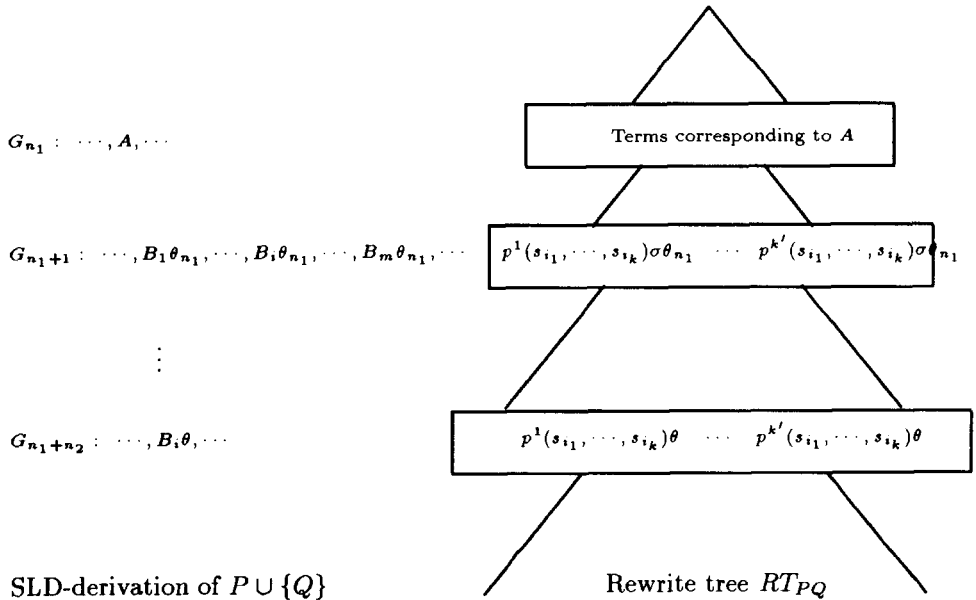 Terms corresponding to A
G_{n_1} : ⋯, A, ⋯
G_{n_1+1} : ⋯, B_1θ_{n_1}, ⋯, B_iθ_{n_1}, ⋯, B_mθ_{n_1}, ⋯ p^1(s_{i_1}, ⋯, s_{i_k})σθ_{n_1} ⋯ p^{k'}(s_{i_1}, ⋯, s_{i_k})σθ_{n_1}
⋮
G_{n_1+n_2} : ⋯, B_iθ, ⋯ p^1(s_{i_1}, ⋯, s_{i_k})θ ⋯ p^{k'}(s_{i_1}, ⋯, s_{i_k})θ
SLD-derivation of P ∪ {Q} Rewrite tree RT_{PQ}